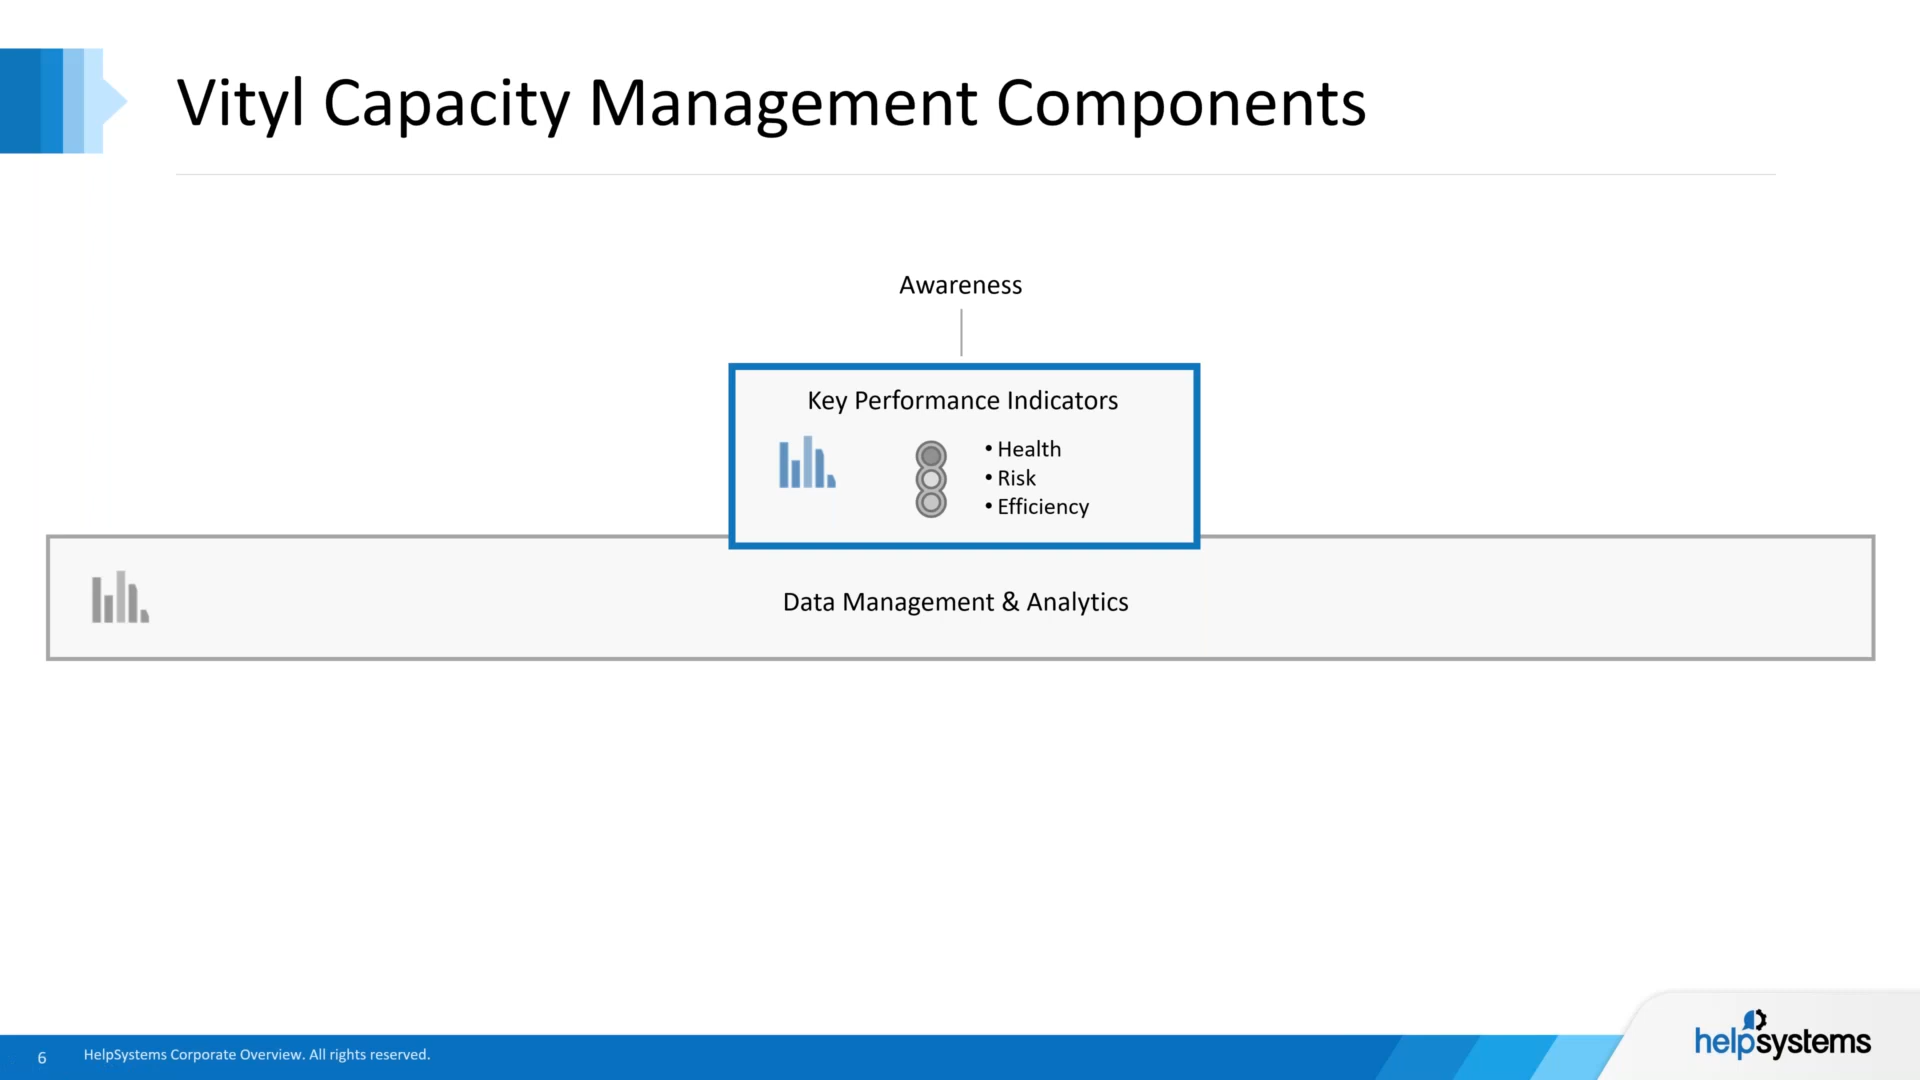 Vityl Capacity Management Components
Awareness
Key Performance Indicators
• Health
• Risk
• Efficiency
Data Management & Analytics
6
HelpSystems Corporate Overview. All rights reserved.
helpsystems